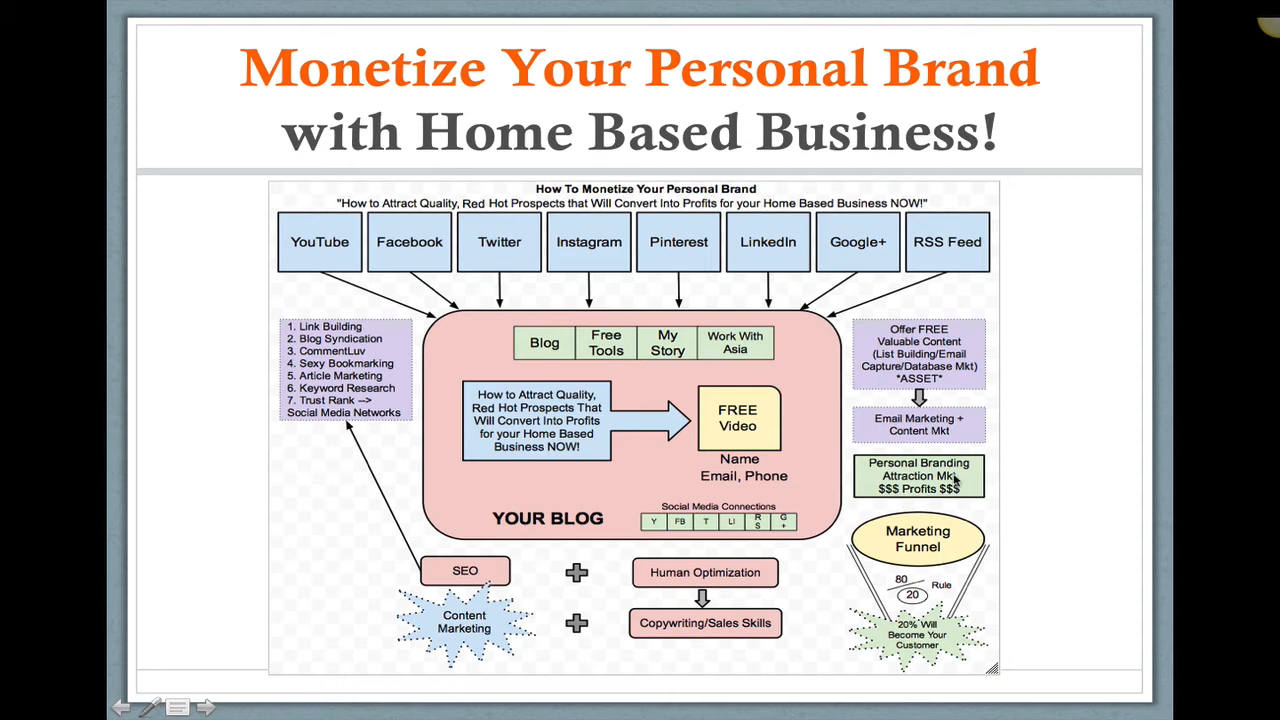 Monetize Your Personal Brand
with Home Based Business!
How To Monetize Your Personal Brand
"How to Attract Quality, Red Hot Prospects that Will Convert Into Profits for your Home Based Business NOW!"
YouTube
Facebook
Twitter
Instagram
Pinterest
LinkedIn
Google+
RSS Feed
1. Link Building
2. Blog Syndication
3. CommentLuv
4. Sexy Bookmarking
5. Article Marketing
6. Keyword Research
7. Trust Rank -->
Social Media Networks
Blog
Free
Tools
My
Story
Work With
Asia
How to Attract Quality,
Red Hot Prospects That
Will Convert Into Profits
for your Home Based
Business NOW!
FREE
Video
Name
Email, Phone
YOUR BLOG
Social Media Connections
Y
FB
T
LI
R
S
G
+
Offer FREE
Valuable Content
(List Building/Email
Capture/Database Mkt)
*ASSET*
Email Marketing +
Content Mkt
Personal Branding
Attraction Mkt
$$$ Profits $$$
Marketing
Funnel
80
20
Rule
20% Will
Become Your
Customer
SEO
Human Optimization
Content
Marketing
Copywriting/Sales Skills